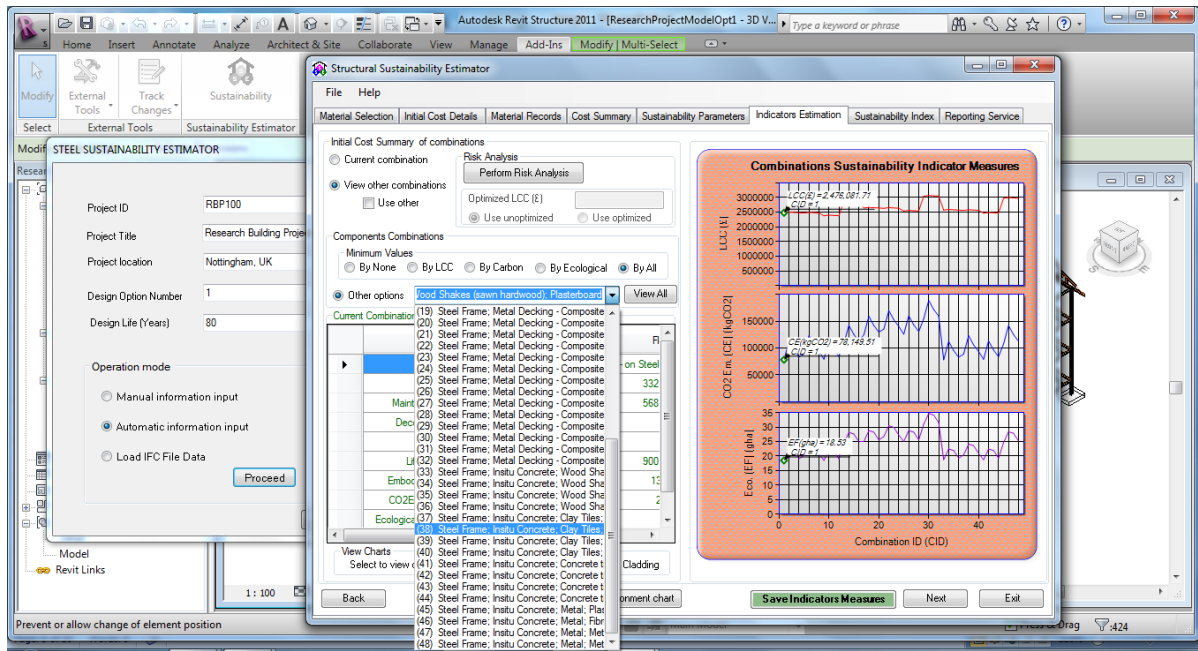 Autodesk Revit Structure 2011 - [ResearchProjectModelOpt1 - 3D V...
Type a keyword or phrase
Home Insert Annotate Analyze Architect & Site Collaborate View Manage Add-Ins Modify | Multi-Select
Modify
External Tools
Track Changes
Sustainability
Select External Tools Sustainability Estimator
STEEL SUSTAINABILITY ESTIMATOR
Project ID RBP100
Project Title Research Building
Project location Nottingham, UK
Design Option Number 1
Design Life (Years) 80
Operation mode
Manual information input
Automatic information input
Load IFC File Data
Proceed
Model
Revit Links
1 : 100
Prevent or allow change of element position
Structural Sustainability Estimator
File Help
Material Selection Initial Cost Details Material Records Cost Summary Sustainability Parameters Indicators Estimation Sustainability Index Reporting Service
Initial Cost Summary of combinations
Current combination
View other combinations
Use other
Risk Analysis
Perform Risk Analysis
Optimized LCC (£)
Use unoptimized Use optimized
Components Combinations
Minimum Values
By None By LCC By Carbon By Ecological By All
Other options Wood Shakes (sawn hardwood); Plasterboard View All
Current Combination
- on Steel
332
568
900
(19) Steel Frame; Metal Decking - Composite
(20) Steel Frame; Metal Decking - Composite
(21) Steel Frame; Metal Decking - Composite
(22) Steel Frame; Metal Decking - Composite
(23) Steel Frame; Metal Decking - Composite
(24) Steel Frame; Metal Decking - Composite
(25) Steel Frame; Metal Decking - Composite
(26) Steel Frame; Metal Decking - Composite
(27) Steel Frame; Metal Decking - Composite
(28) Steel Frame; Metal Decking - Composite
(29) Steel Frame; Metal Decking - Composite
(30) Steel Frame; Metal Decking - Composite
(31) Steel Frame; Metal Decking - Composite
(32) Steel Frame; Metal Decking - Composite
(33) Steel Frame; Insitu Concrete; Wood Sha
(34) Steel Frame; Insitu Concrete; Wood Sha
(35) Steel Frame; Insitu Concrete; Wood Sha
(36) Steel Frame; Insitu Concrete; Wood Sha
(37) Steel Frame; Insitu Concrete; Clay Tiles;
(38) Steel Frame; Insitu Concrete; Clay Tiles;
(39) Steel Frame; Insitu Concrete; Clay Tiles;
(40) Steel Frame; Insitu Concrete; Clay Tiles;
(41) Steel Frame; Insitu Concrete; Concrete t
(42) Steel Frame; Insitu Concrete; Concrete t
(43) Steel Frame; Insitu Concrete; Concrete t
(44) Steel Frame; Insitu Concrete; Concrete t
(45) Steel Frame; Insitu Concrete; Metal; Plas
(46) Steel Frame; Insitu Concrete; Metal; Fibr
(47) Steel Frame; Insitu Concrete; Metal; Met
(48) Steel Frame; Insitu Concrete; Metal; Met
View Charts
Cladding
Back
Save Indicators Measures Next Exit
Combinations Sustainability Indicator Measures
LCC [£]
3000000
2500000
2000000
1500000
1000000
500000
LCC(£) = 2,476,081.71
CID = 1
CO2 Em. [CE] [kgCO2]
150000
100000
50000
CE(kgCO2) = 78,149.51
CID = 1
Eco. [EF] [gha]
35
30
25
20
15
10
5
0
EF(gha) = 18.53
CID = 1
0 10 20 30 40
Combination ID (CID)
:424